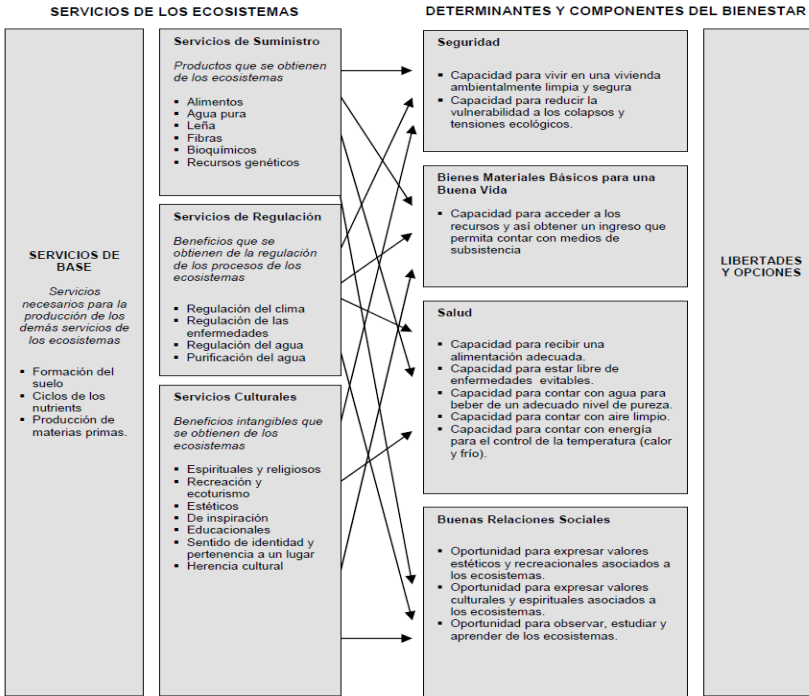 SERVICIOS DE LOS ECOSISTEMAS
DETERMINANTES Y COMPONENTES DEL BIENESTAR
SERVICIOS DE
BASE
Servicios
necesarios para la
producción de los
demás servicios de
los ecosistemas
▪ Formación del
suelo
▪ Ciclos de los
nutrients
▪ Producción de
materias primas.
Servicios de Suministro
Productos que se obtienen
de los ecosistemas
▪ Alimentos
▪ Agua pura
▪ Leña
▪ Fibras
▪ Bioquímicos
▪ Recursos genéticos
Servicios de Regulación
Beneficios que se
obtienen de la regulación
de los procesos de los
ecosistemas
▪ Regulación del clima
▪ Regulación de las
enfermedades
▪ Regulación del agua
▪ Purificación del agua
Servicios Culturales
Beneficios intangibles que
se obtienen de los
ecosistemas
▪ Espirituales y religiosos
▪ Recreación y
ecoturismo
▪ Estéticos
▪ De inspiración
▪ Educacionales
▪ Sentido de identidad y
pertenencia a un lugar
▪ Herencia cultural
Seguridad
▪ Capacidad para vivir en una vivienda
ambientalmente limpia y segura
▪ Capacidad para reducir la
vulnerabilidad a los colapsos y
tensiones ecológicos.
Bienes Materiales Básicos para una
Buena Vida
▪ Capacidad para acceder a los
recursos y así obtener un ingreso que
permita contar con medios de
subsistencia
Salud
▪ Capacidad para recibir una
alimentación adecuada.
▪ Capacidad para estar libre de
enfermedades evitables.
▪ Capacidad para contar con agua para
beber de un adecuado nivel de pureza.
▪ Capacidad para contar con aire limpio.
▪ Capacidad para contar con energía
para el control de la temperatura (calor
y frío).
Buenas Relaciones Sociales
▪ Oportunidad para expresar valores
estéticos y recreacionales asociados a
los ecosistemas.
▪ Oportunidad para expresar valores
culturales y espirituales asociados a
los ecosistemas.
▪ Oportunidad para observar, estudiar y
aprender de los ecosistemas.
LIBERTADES
Y OPCIONES